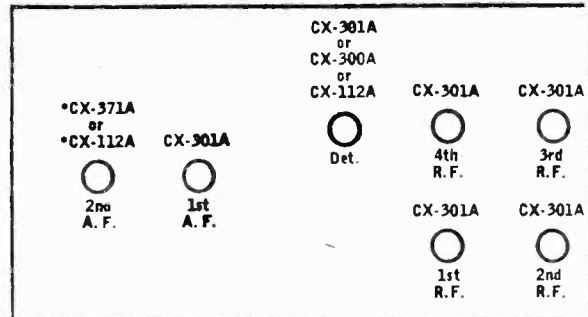 CX-301A
or
CX-300A
or
CX-112A
Det.
CX-301A
4th
R.F.
CX-301A
3rd
R.F.
*CX-371A
or
*CX-112A
2nd
A.F.
CX-301A
1st
A.F.
CX-301A
1st
R.F.
CX-301A
2nd
R.F.